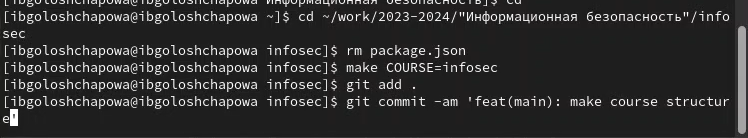 [ibgoloshchapowa@ibgoloshchapowa Информационная безопасность]$ cd
[ibgoloshchapowa@ibgoloshchapowa ~]$ cd ~/work/2023-2024/"Информационная безопасность"/info
sec
[ibgoloshchapowa@ibgoloshchapowa infosec]$ rm package.json
[ibgoloshchapowa@ibgoloshchapowa infosec]$ make COURSE=infosec
[ibgoloshchapowa@ibgoloshchapowa infosec]$ git add .
[ibgoloshchapowa@ibgoloshchapowa infosec]$ git commit -am 'feat(main): make course structur
e'